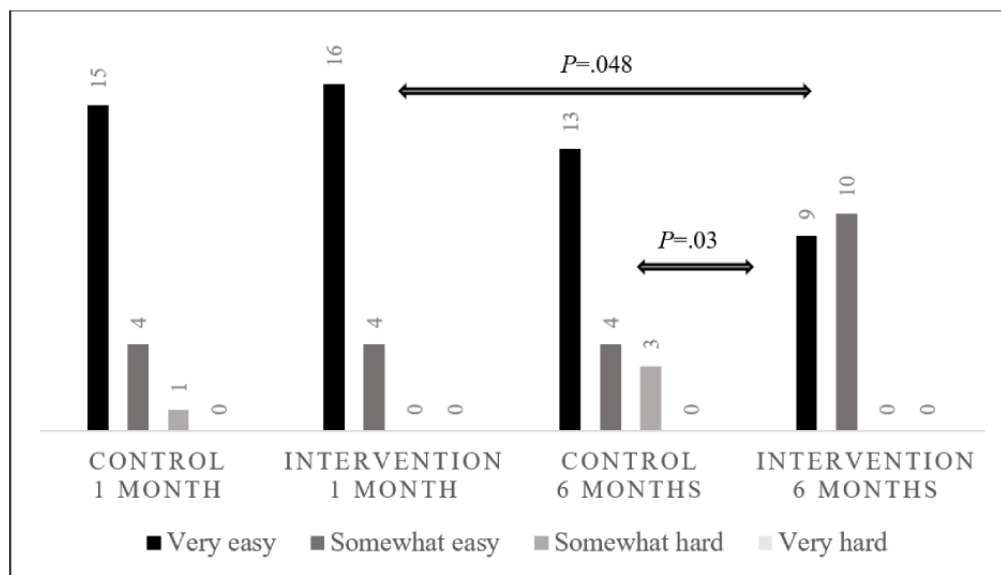 P=.048
P=.03
15
4
1
0
16
4
0
0
13
4
3
0
9
10
0
0
CONTROL
1 MONTH
INTERVENTION
1 MONTH
CONTROL
6 MONTHS
INTERVENTION
6 MONTHS
Very easy
Somewhat easy
Somewhat hard
Very hard